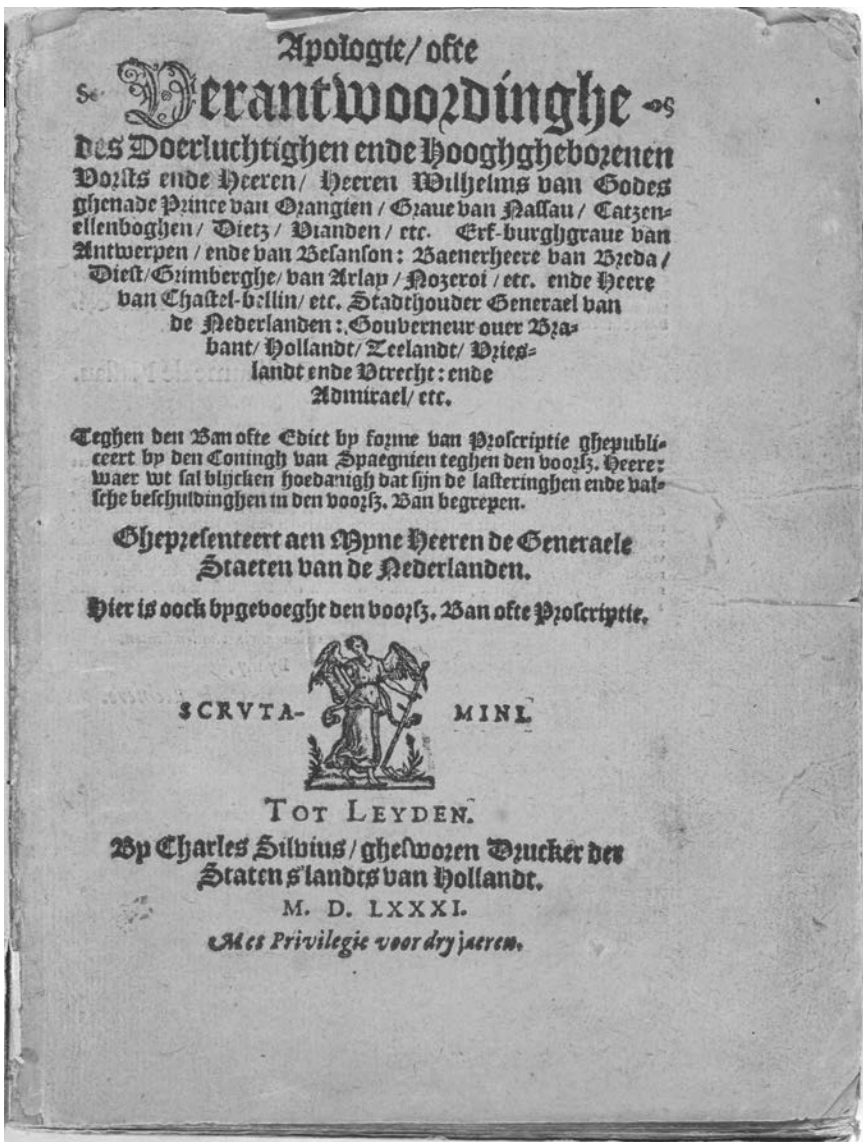 Apologie/ ofte
Verantwoordinghe
des Doerluchtighen ende Hooghgheborenen
Vorsts ende Heeren/ Heeren Wilhelms van Godes
ghenade Prince van Orangien / Graue van Nassau / Catzen-
ellenboghen / Dietz / Vianden / etc. Erf-burghgraue van
Antwerpen / ende van Besanson: Baenerheere van Breda /
Diest/Grimberghe/ van Arlay / Nozeroi / etc. ende Heere
van Chastel-bellin/ etc. Stadthouder Generael van
de Nederlanden: Gouverneur ouer Bra-
bant/ Hollandt/ Zeelandt/ Vries-
landt ende Vtrecht: ende
Admirael/ etc.
Teghen den Ban ofte Edict by forme van Proscriptie ghepubli-
ceert by den Coningh van Spaegnien teghen den voorsz. Heere:
waer wt sal blijcken hoedanigh dat sijn de lasteringhen ende val-
sche beschuldinghen in den voorsz. Ban begrepen.
Ghepresenteert aen Myne Heeren de Generaele
Staeten van de Nederlanden.
Hier is oock bygevoeght den voorsz. Ban ofte Proscriptie.
SCRVTA- MINI.
TOT LEYDEN.
By Charles Silvius / ghesworen Drucker der
Staten s'landts van Hollandt.
M. D. LXXXI.
Met Privilegie voor dry jaeren.